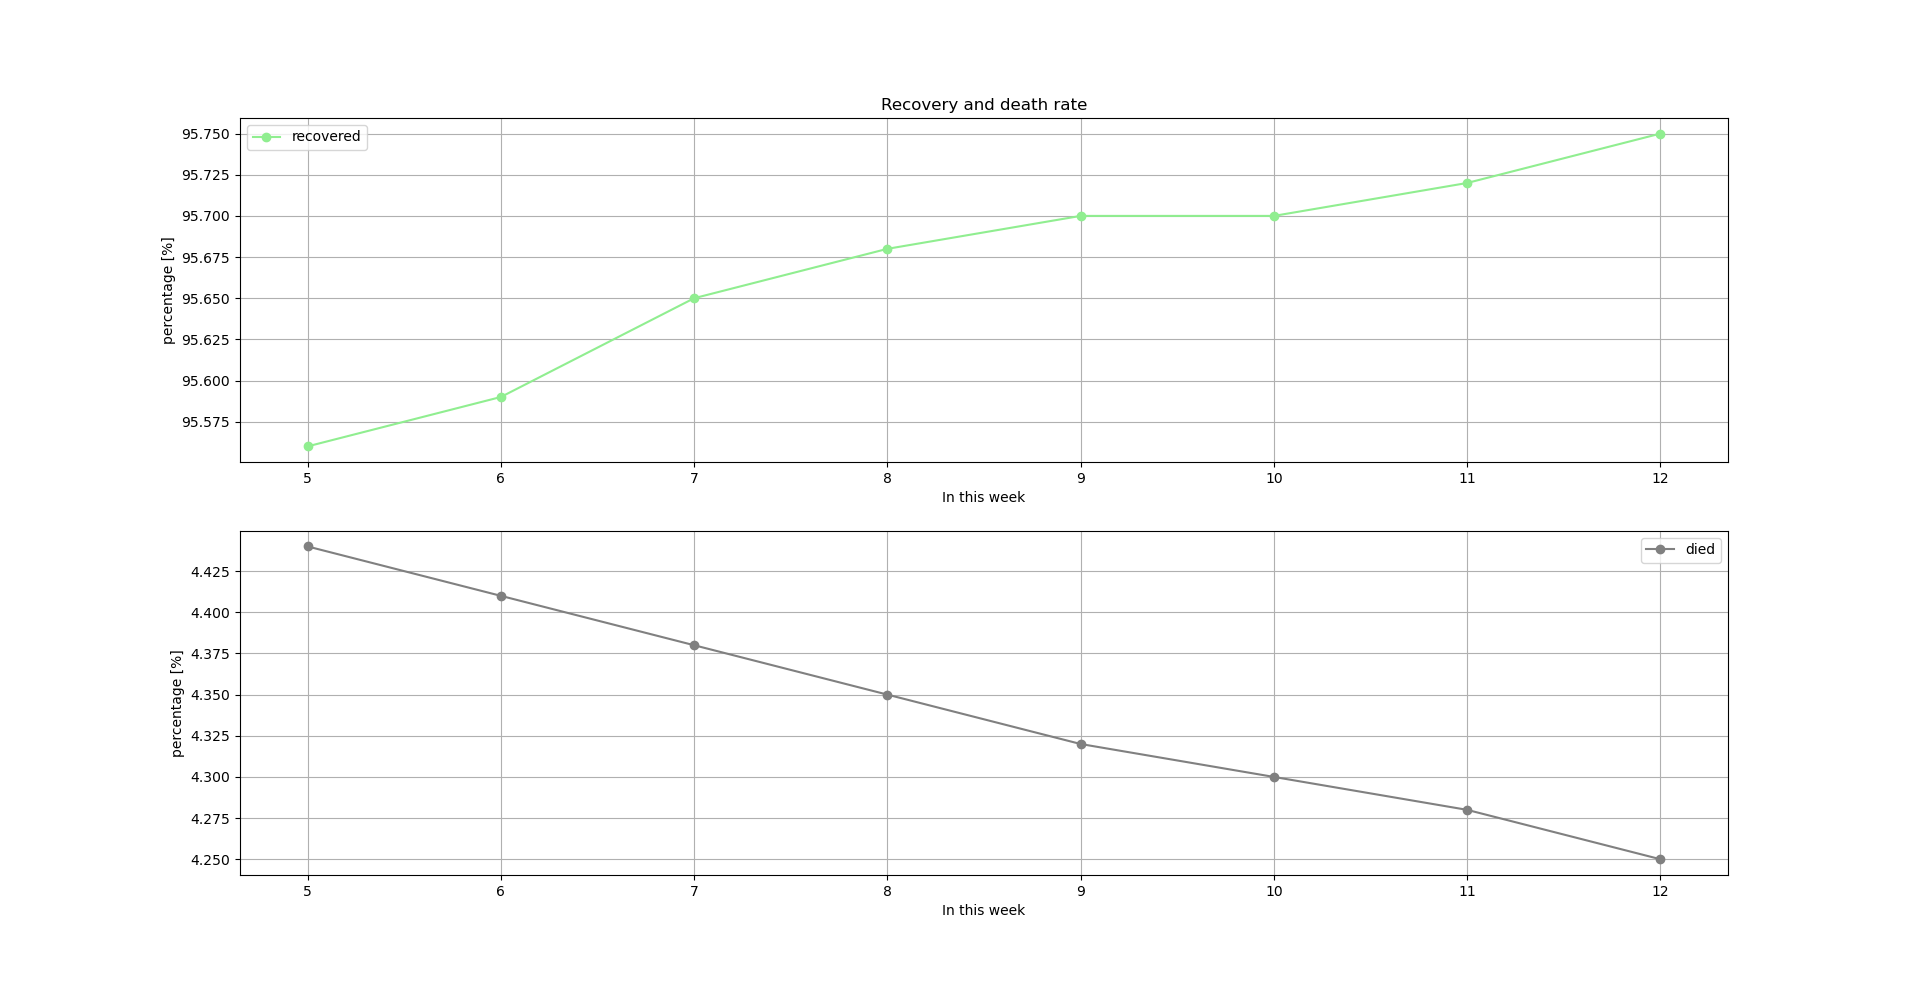 Recovery and death rate
recovered
percentage [%]
95.750
95.725
95.700
95.675
95.650
95.625
95.600
95.575
5 6 7 8 9 10 11 12
In this week
died
percentage [%]
4.425
4.400
4.375
4.350
4.325
4.300
4.275
4.250
5 6 7 8 9 10 11 12
In this week